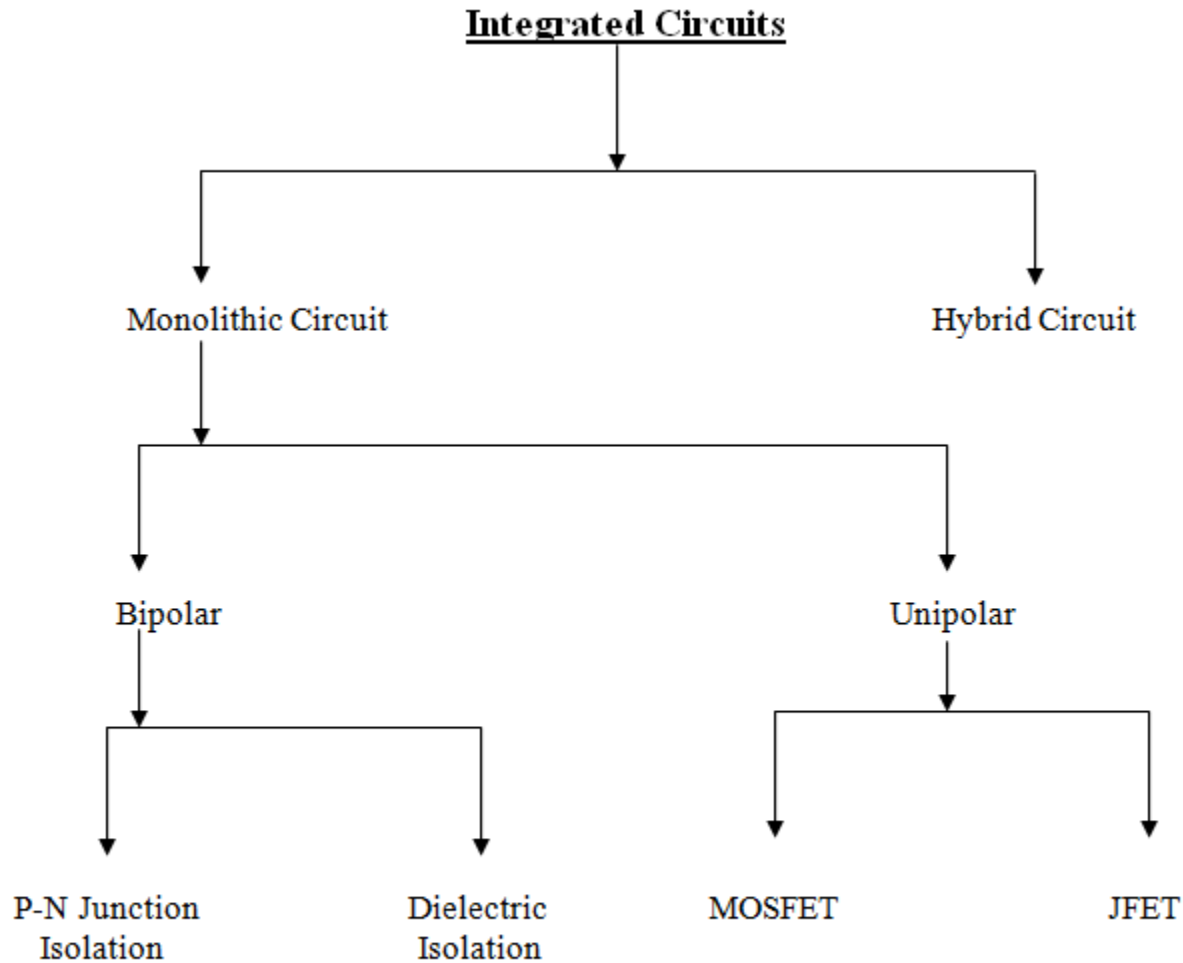 Integrated Circuits
Monolithic Circuit
Hybrid Circuit
Bipolar
Unipolar
P-N Junction
Isolation
Dielectric
Isolation
MOSFET
JFET